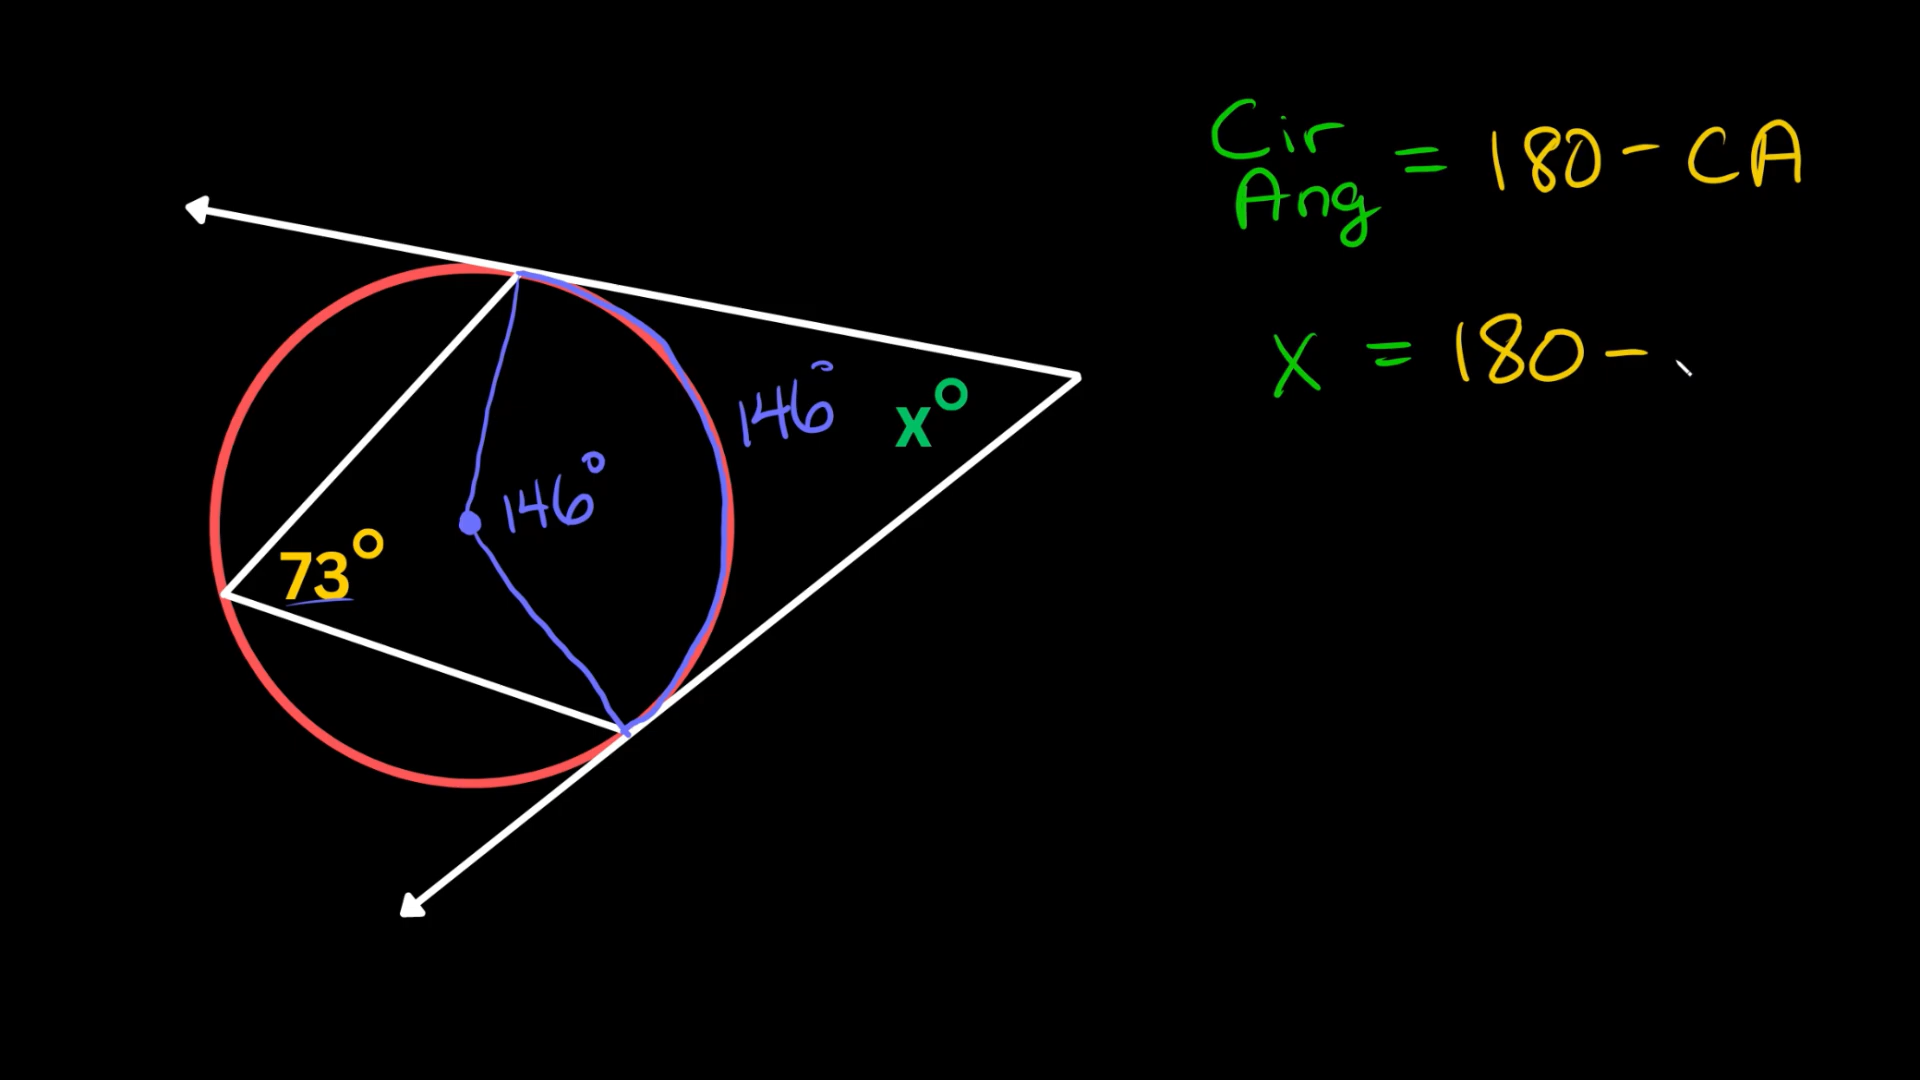 Cir
Ang = 180 - CA
x = 180 -
146°
x°
146°
73°